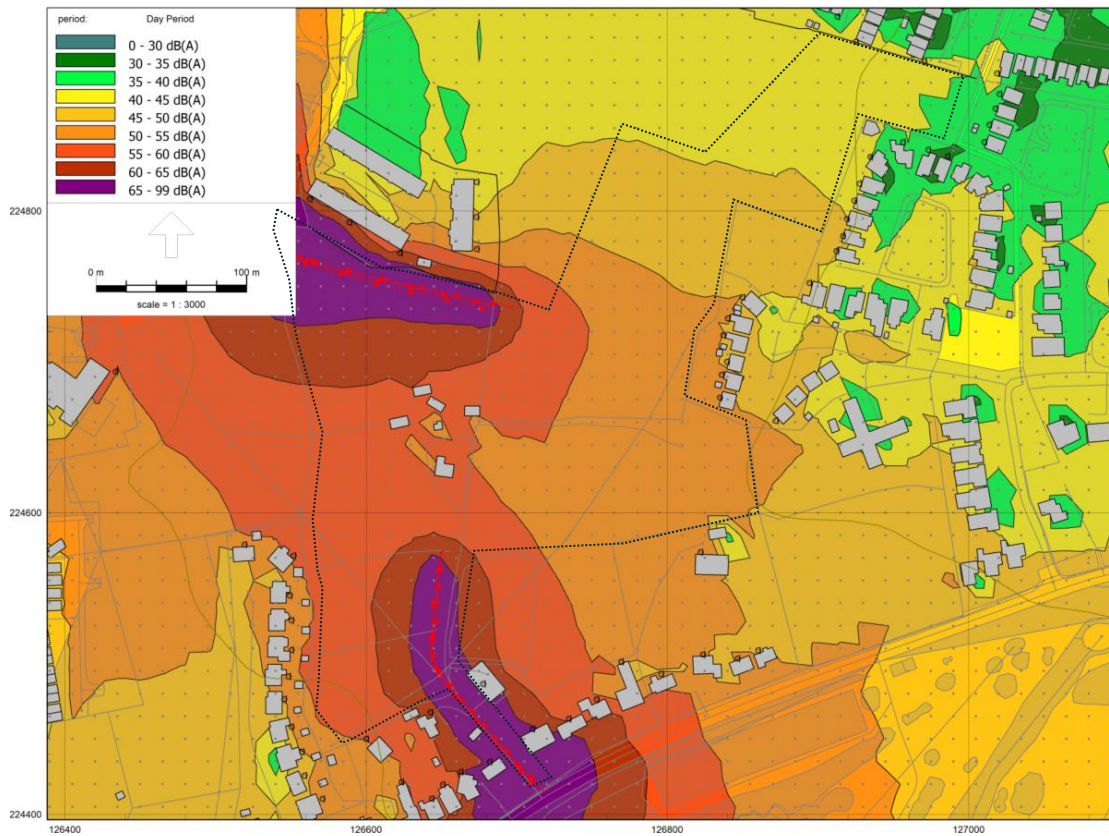 period: Day Period
0 - 30 dB(A)
30 - 35 dB(A)
35 - 40 dB(A)
40 - 45 dB(A)
45 - 50 dB(A)
50 - 55 dB(A)
55 - 60 dB(A)
60 - 65 dB(A)
65 - 99 dB(A)
224800
0 m 100 m
scale = 1 : 3000
224600
224400
126400 126600 126800 127000